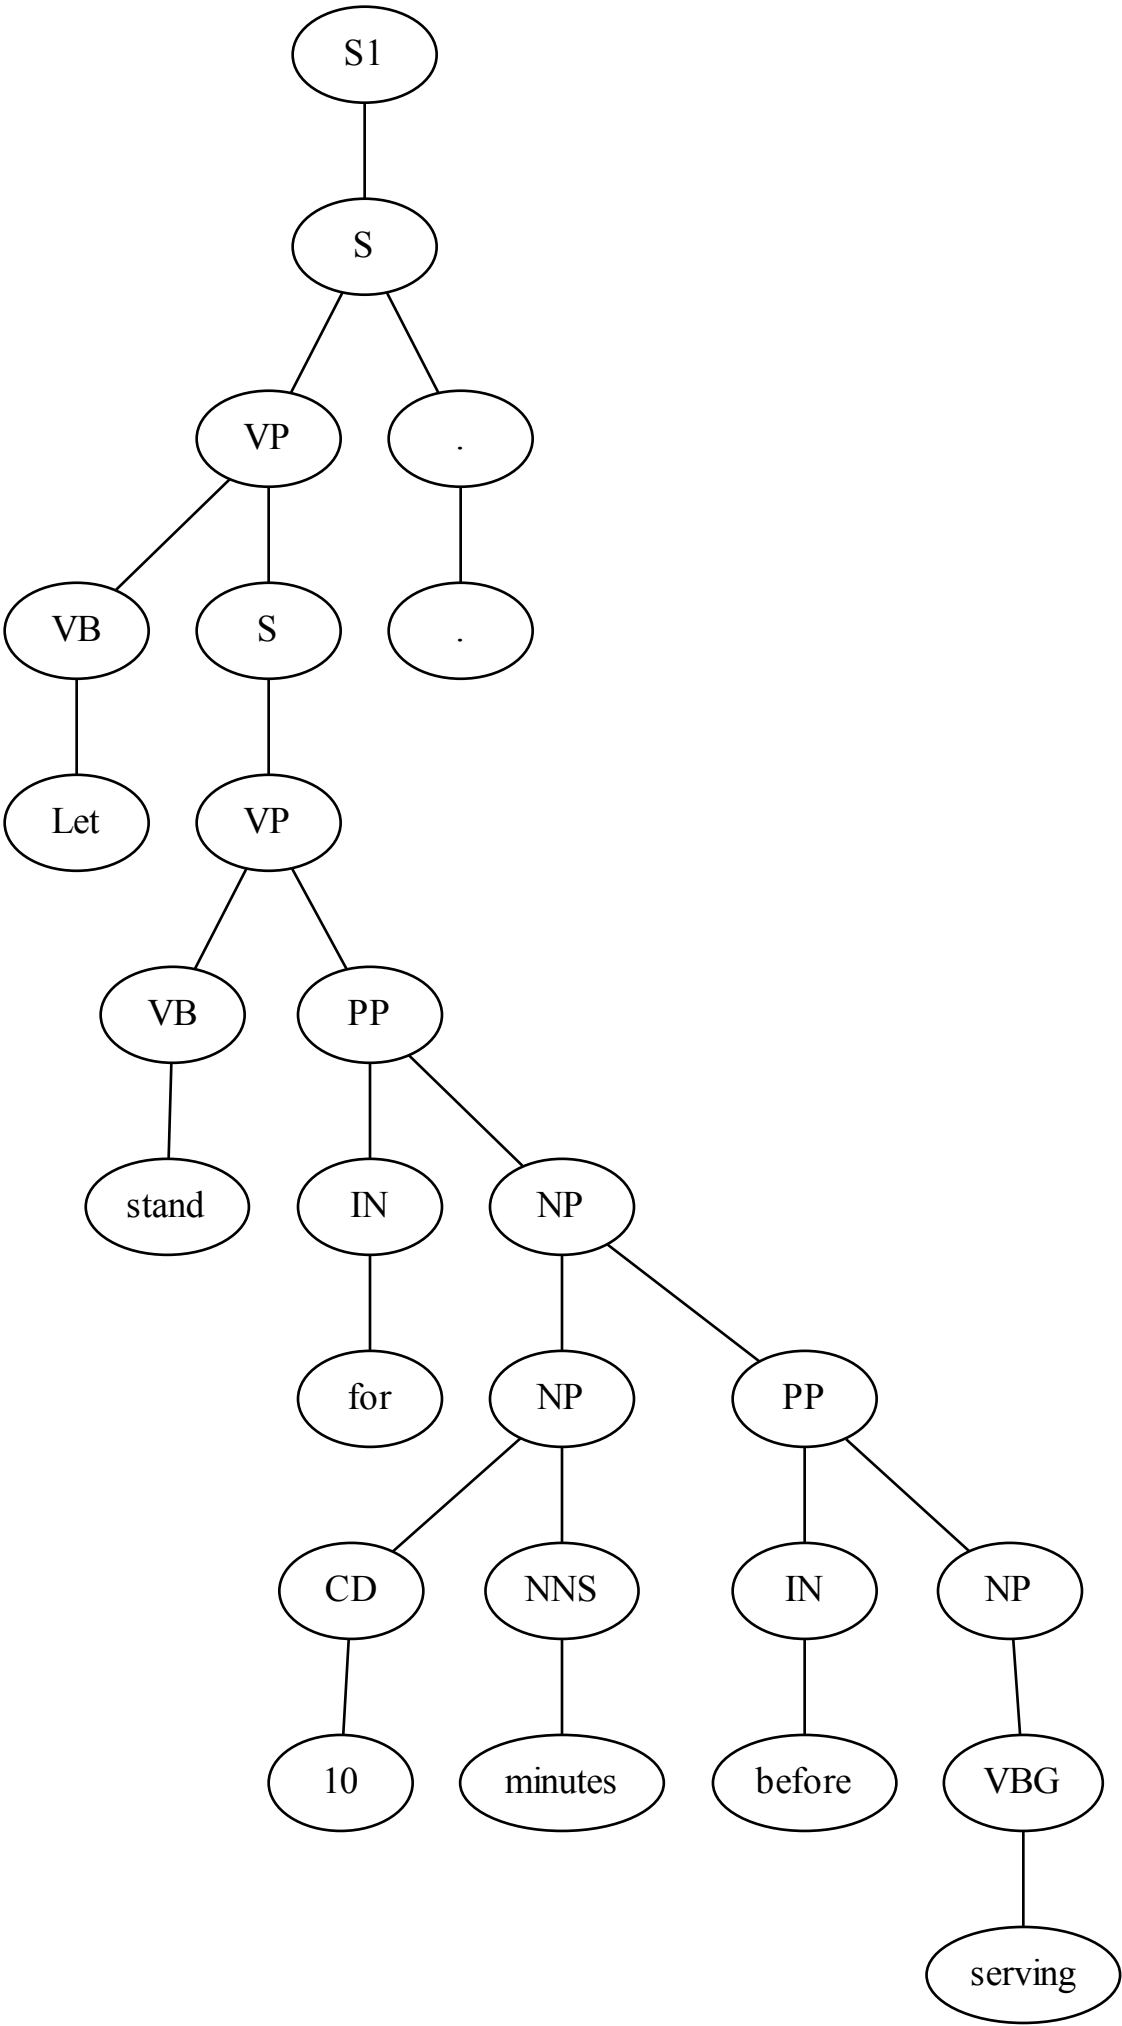 S1
S
VP .
VB S .
Let VP
VB PP
stand IN NP
for NP PP
CD NNS IN NP
10 minutes before VBG
serving